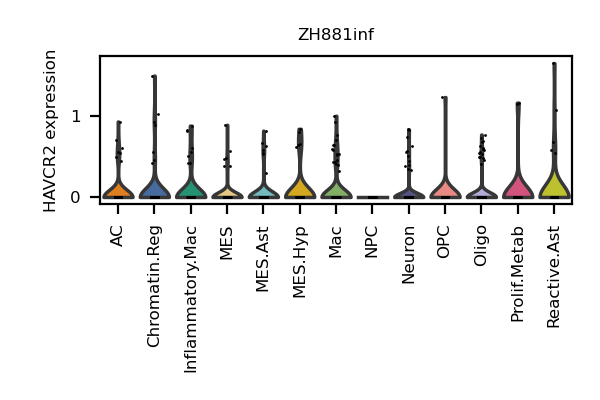 ZH881inf
HAVCR2 expression
1
0
AC
Chromatin.Reg
Inflammatory.Mac
MES
MES.Ast
MES.Hyp
Mac
NPC
Neuron
OPC
Oligo
Prolif.Metab
Reactive.Ast